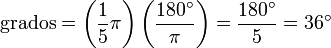 grados = (1/5 π) (180°/π) = 180°/5 = 36°